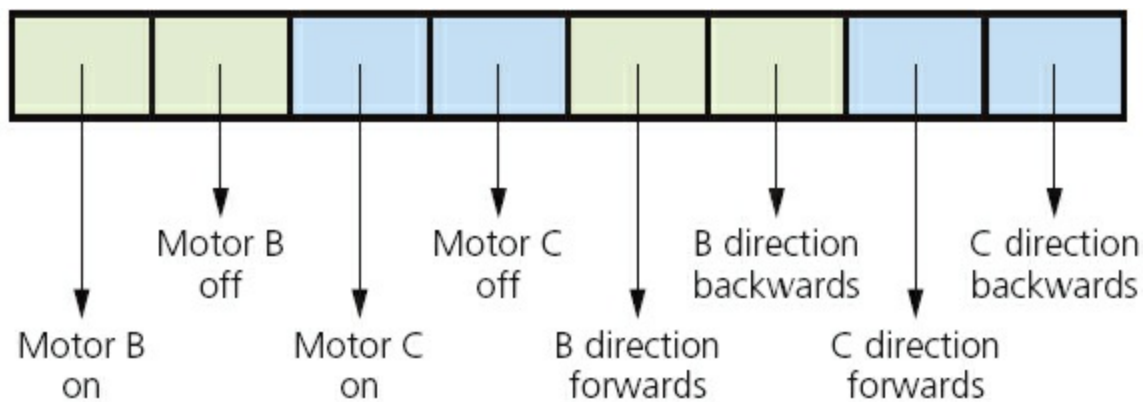 Motor B
off
Motor C
off
B direction
backwards
C direction
backwards
Motor B
on
Motor C
on
B direction
forwards
C direction
forwards